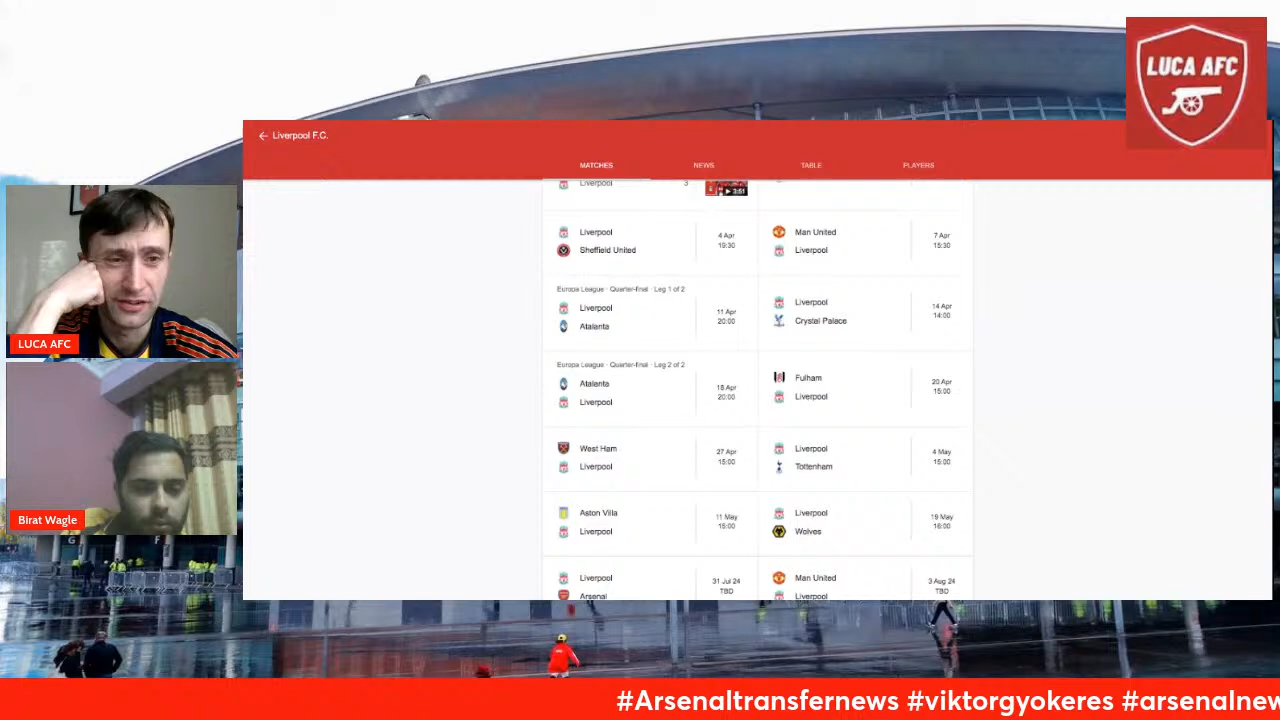 LUCA AFC
← Liverpool F.C.
MATCHES NEWS TABLE PLAYERS
Liverpool 3
3:51
Liverpool
Sheffield United
4 Apr
19:30
Man United
Liverpool
7 Apr
15:30
Europa League · Quarter-final · Leg 1 of 2
Liverpool
Atalanta
11 Apr
20:00
Liverpool
Crystal Palace
14 Apr
14:00
Europa League · Quarter-final · Leg 2 of 2
Atalanta
Liverpool
18 Apr
20:00
Fulham
Liverpool
20 Apr
15:00
West Ham
Liverpool
27 Apr
15:00
Liverpool
Tottenham
4 May
15:00
Aston Villa
Liverpool
11 May
15:00
Liverpool
Wolves
19 May
16:00
Liverpool
Arsenal
31 Jul 24
TBD
Man United
Liverpool
3 Aug 24
TBD
LUCA AFC
Birat Wagle
G F
#Arsenaltransfernews #viktorgyokeres #arsenalnew